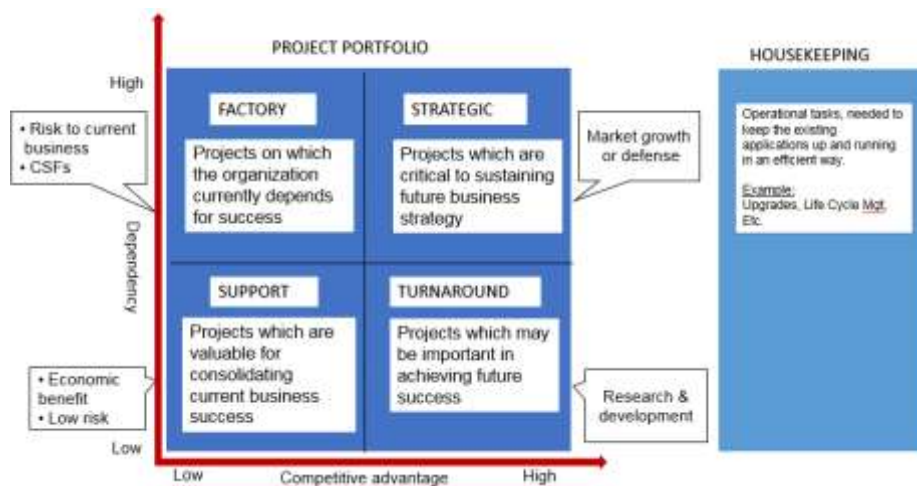 PROJECT PORTFOLIO
HOUSEKEEPING
High
FACTORY
STRATEGIC
• Risk to current
business
• CSFs
Projects on which
the organization
currently depends
for success
Projects which are
critical to sustaining
future business
strategy
Market growth
or defense
Operational tasks, needed to
keep the existing
applications up and running
in an efficient way.
Example:
Upgrades, Life Cycle Mgt,
Etc.
Dependency
SUPPORT
TURNAROUND
• Economic
benefit
• Low risk
Projects which are
valuable for
consolidating
current business
success
Projects which may
be important in
achieving future
success
Research &
development
Low
Low
Competitive advantage
High